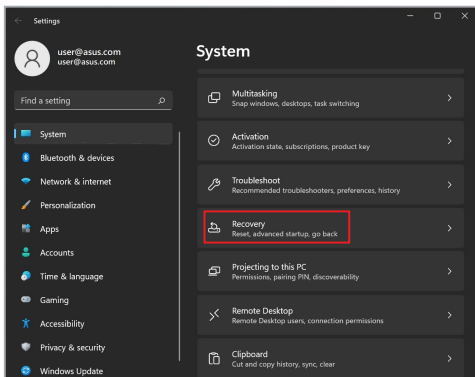 Settings
user@asus.com
user@asus.com
Find a setting
System
Bluetooth & devices
Network & internet
Personalization
Apps
Accounts
Time & language
Gaming
Accessibility
Privacy & security
Windows Update
System
Multitasking
Snap windows, desktops, task switching
Activation
Activation state, subscriptions, product key
Troubleshoot
Recommended troubleshooters, preferences, history
Recovery
Reset, advanced startup, go back
Projecting to this PC
Permissions, pairing PIN, discoverability
Remote Desktop
Remote Desktop users, connection permissions
Clipboard
Cut and copy history, sync, clear